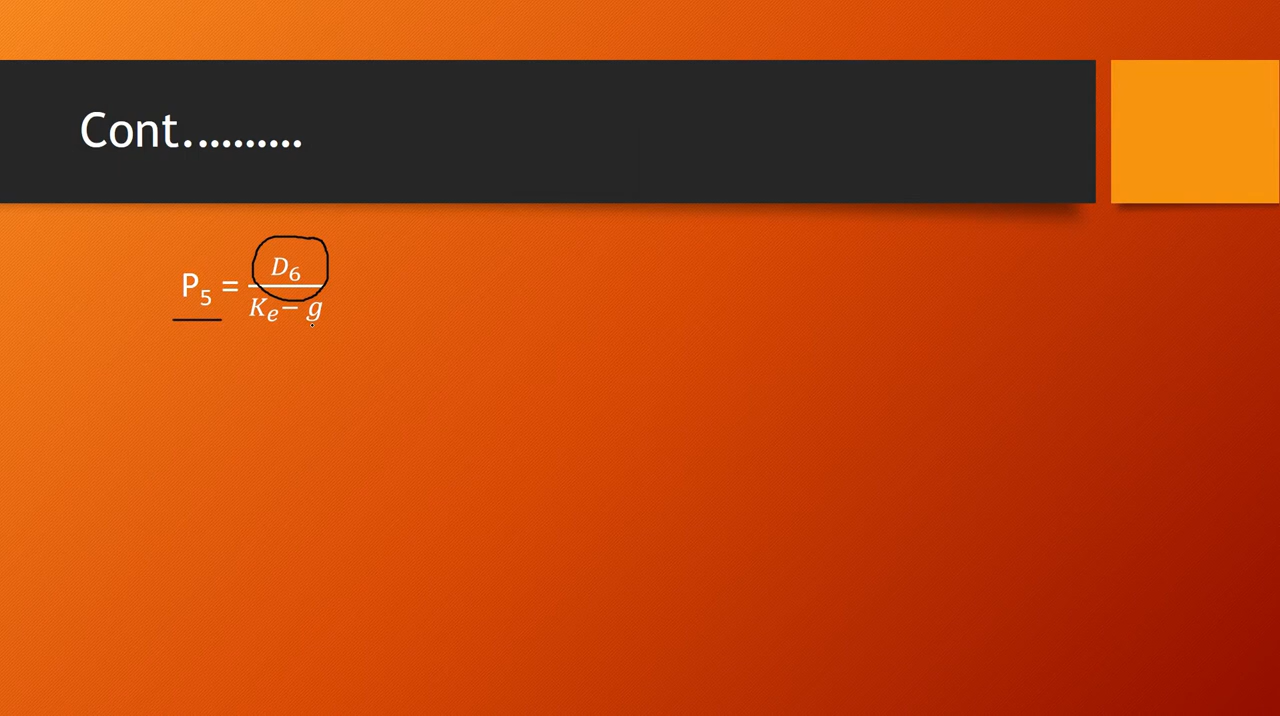 Cont..........
P₅ = D₆ / Kₑ − g